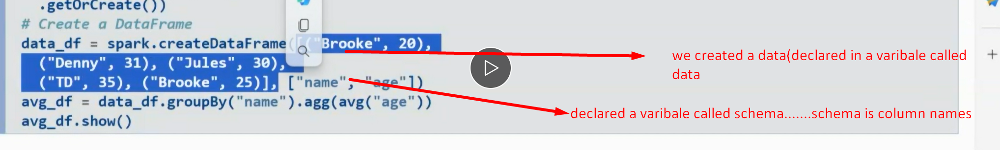 .getOrCreate())
# Create a DataFrame
data_df = spark.createDataFrame([("Brooke", 20),
("Denny", 31), ("Jules", 30),
("TD", 35), ("Brooke", 25)], ["name", "age"])
avg_df = data_df.groupBy("name").agg(avg("age"))
avg_df.show()
we created a data(declared in a varibale called
data
declared a varibale called schema.......schema is column names